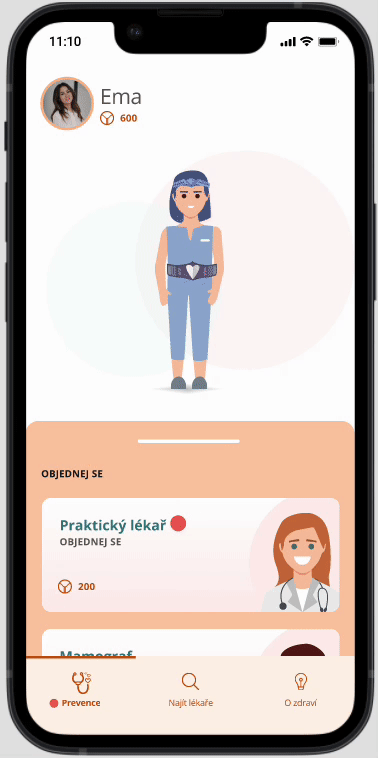 11:10
Ema
600
OBJEDNEJ SE
Praktický lékař
OBJEDNEJ SE
200
Mamograf
Prevence
Najít lékaře
O zdraví